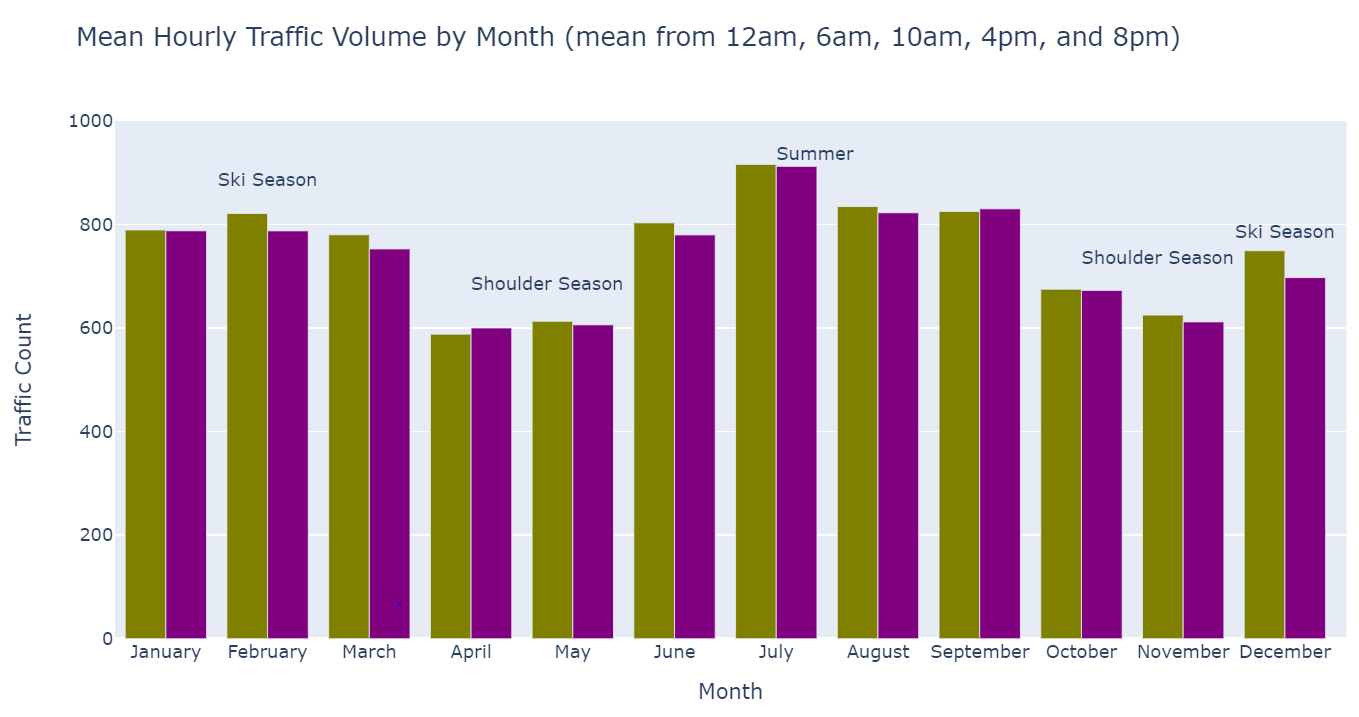 Mean Hourly Traffic Volume by Month (mean from 12am, 6am, 10am, 4pm, and 8pm)
1000
800
600
400
200
0
Traffic Count
Ski Season
Shoulder Season
Summer
Shoulder Season
Ski Season
January February March April May June July August September October November December
Month